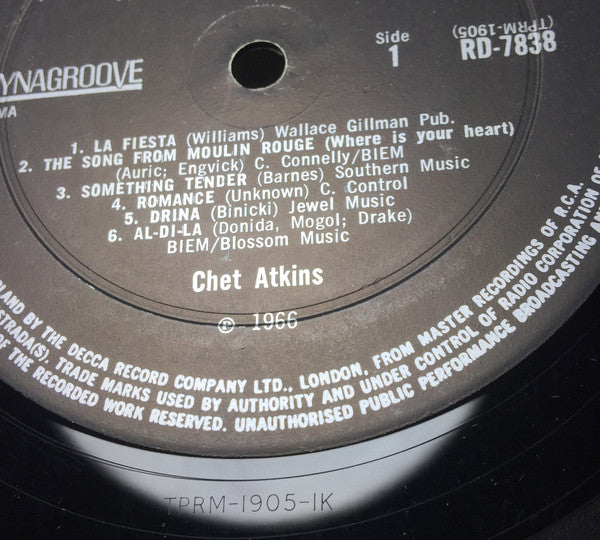 YNAGROOVE
MA
Side
1
(TPRM-1905)
RD-7838
1. LA FIESTA (Williams) Wallace Gillman Pub.
2. THE SONG FROM MOULIN ROUGE (Where is your heart)
(Auric; Engvick) C. Connelly/BIEM
3. SOMETHING TENDER (Barnes) Southern Music
4. ROMANCE (Unknown) C. Control
5. DRINA (Binicki) Jewel Music
6. AL-DI-LA (Donida, Mogol; Drake)
BIEM/Blossom Music
Chet Atkins
© 1966
LAND BY THE DECCA RECORD COMPANY LTD., LONDON, FROM MASTER RECORDINGS OF R.C.A.
STRADA(S), TRADE MARKS USED BY AUTHORITY AND UNDER CONTROL OF RADIO CORPORATION OF
OF THE RECORDED WORK RESERVED. UNAUTHORISED PUBLIC PERFORMANCE BROADCASTING AN
TPRM-1905-1K